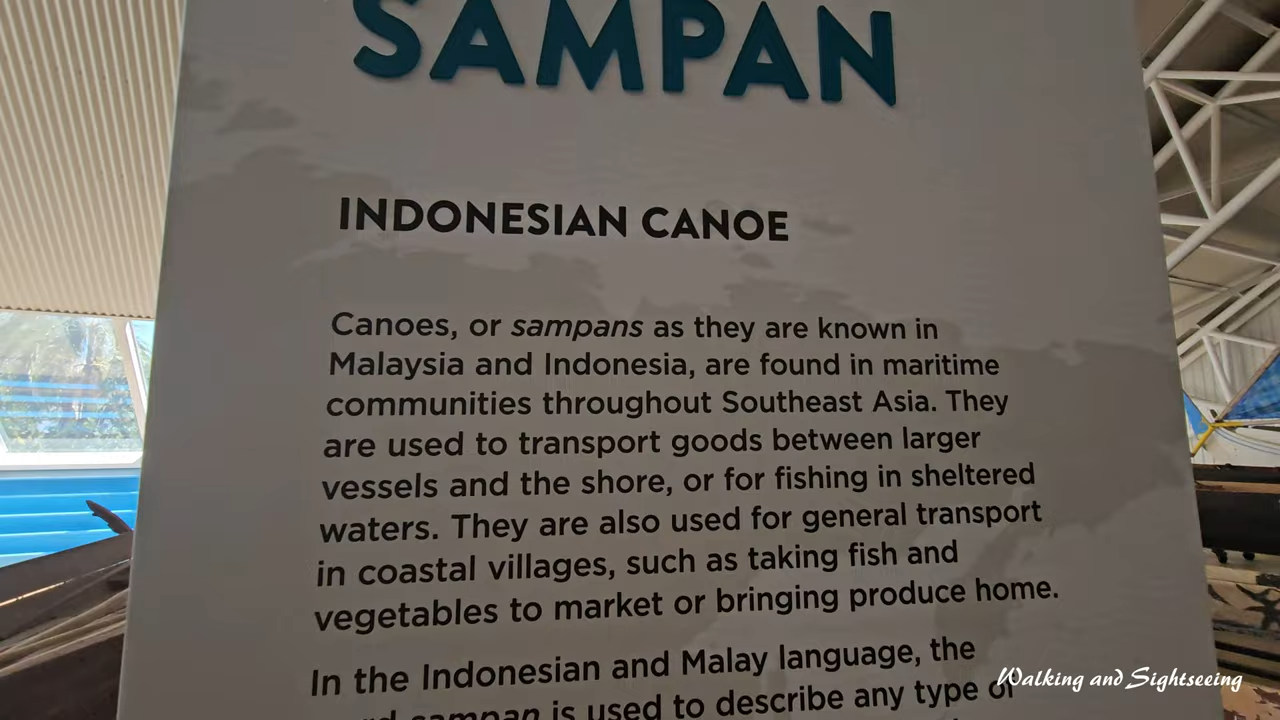 SAMPAN
INDONESIAN CANOE
Canoes, or sampans as they are known in
Malaysia and Indonesia, are found in maritime
communities throughout Southeast Asia. They
are used to transport goods between larger
vessels and the shore, or for fishing in sheltered
waters. They are also used for general transport
in coastal villages, such as taking fish and
vegetables to market or bringing produce home.
In the Indonesian and Malay language, the
sampan is used to describe any type of
Walking and Sightseeing